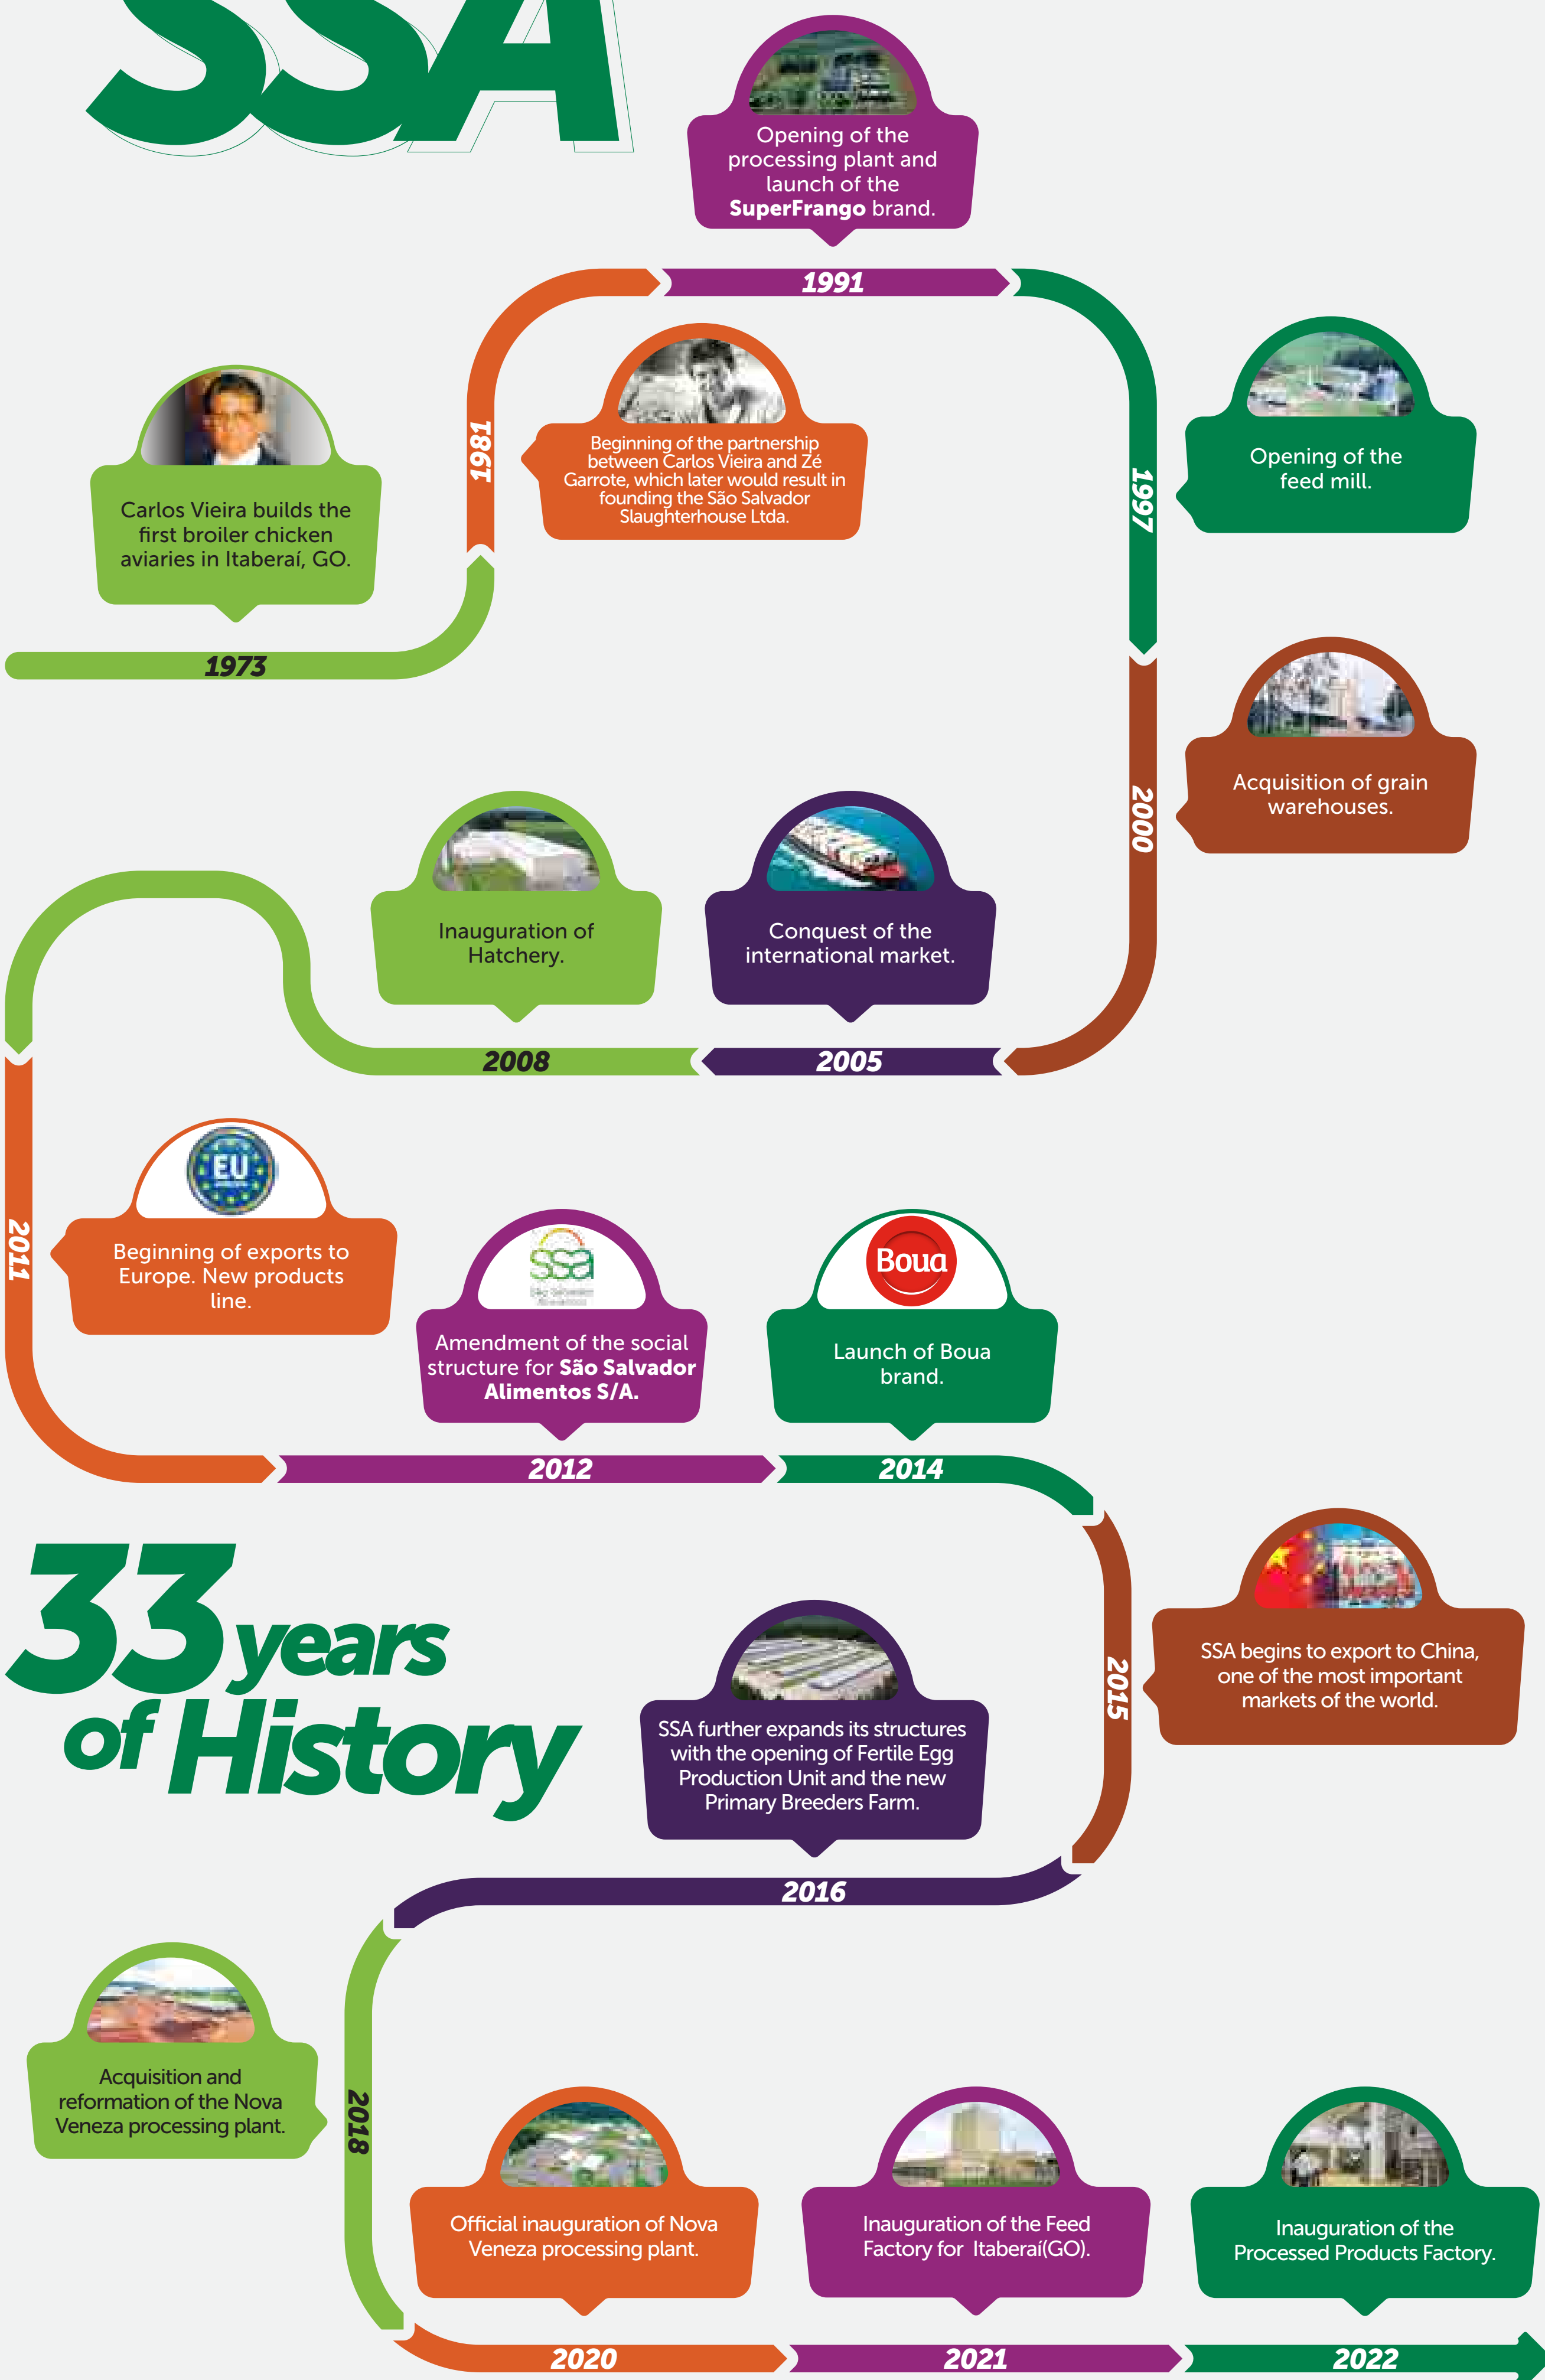 SSA
Opening of the
processing plant and
launch of the
SuperFrango brand.
1991
Carlos Vieira builds the
first broiler chicken
aviaries in Itaberaí, GO.
1973
1981
Beginning of the partnership
between Carlos Vieira and Zé
Garrote, which later would result in
founding the São Salvador
Slaughterhouse Ltda.
1997
Opening of the
feed mill.
2000
Acquisition of grain
warehouses.
Conquest of the
international market.
2005
Inauguration of
Hatchery.
2008
2011
EU
Beginning of exports to
Europe. New products
line.
ssa
São Salvador
Alimentos
Amendment of the social
structure for São Salvador
Alimentos S/A.
2012
Boua
Launch of Boua
brand.
2014
33 years
of History
2015
SSA begins to export to China,
one of the most important
markets of the world.
SSA further expands its structures
with the opening of Fertile Egg
Production Unit and the new
Primary Breeders Farm.
2016
Acquisition and
reformation of the Nova
Veneza processing plant.
2018
Official inauguration of Nova
Veneza processing plant.
2020
Inauguration of the Feed
Factory for Itaberaí(GO).
2021
Inauguration of the
Processed Products Factory.
2022